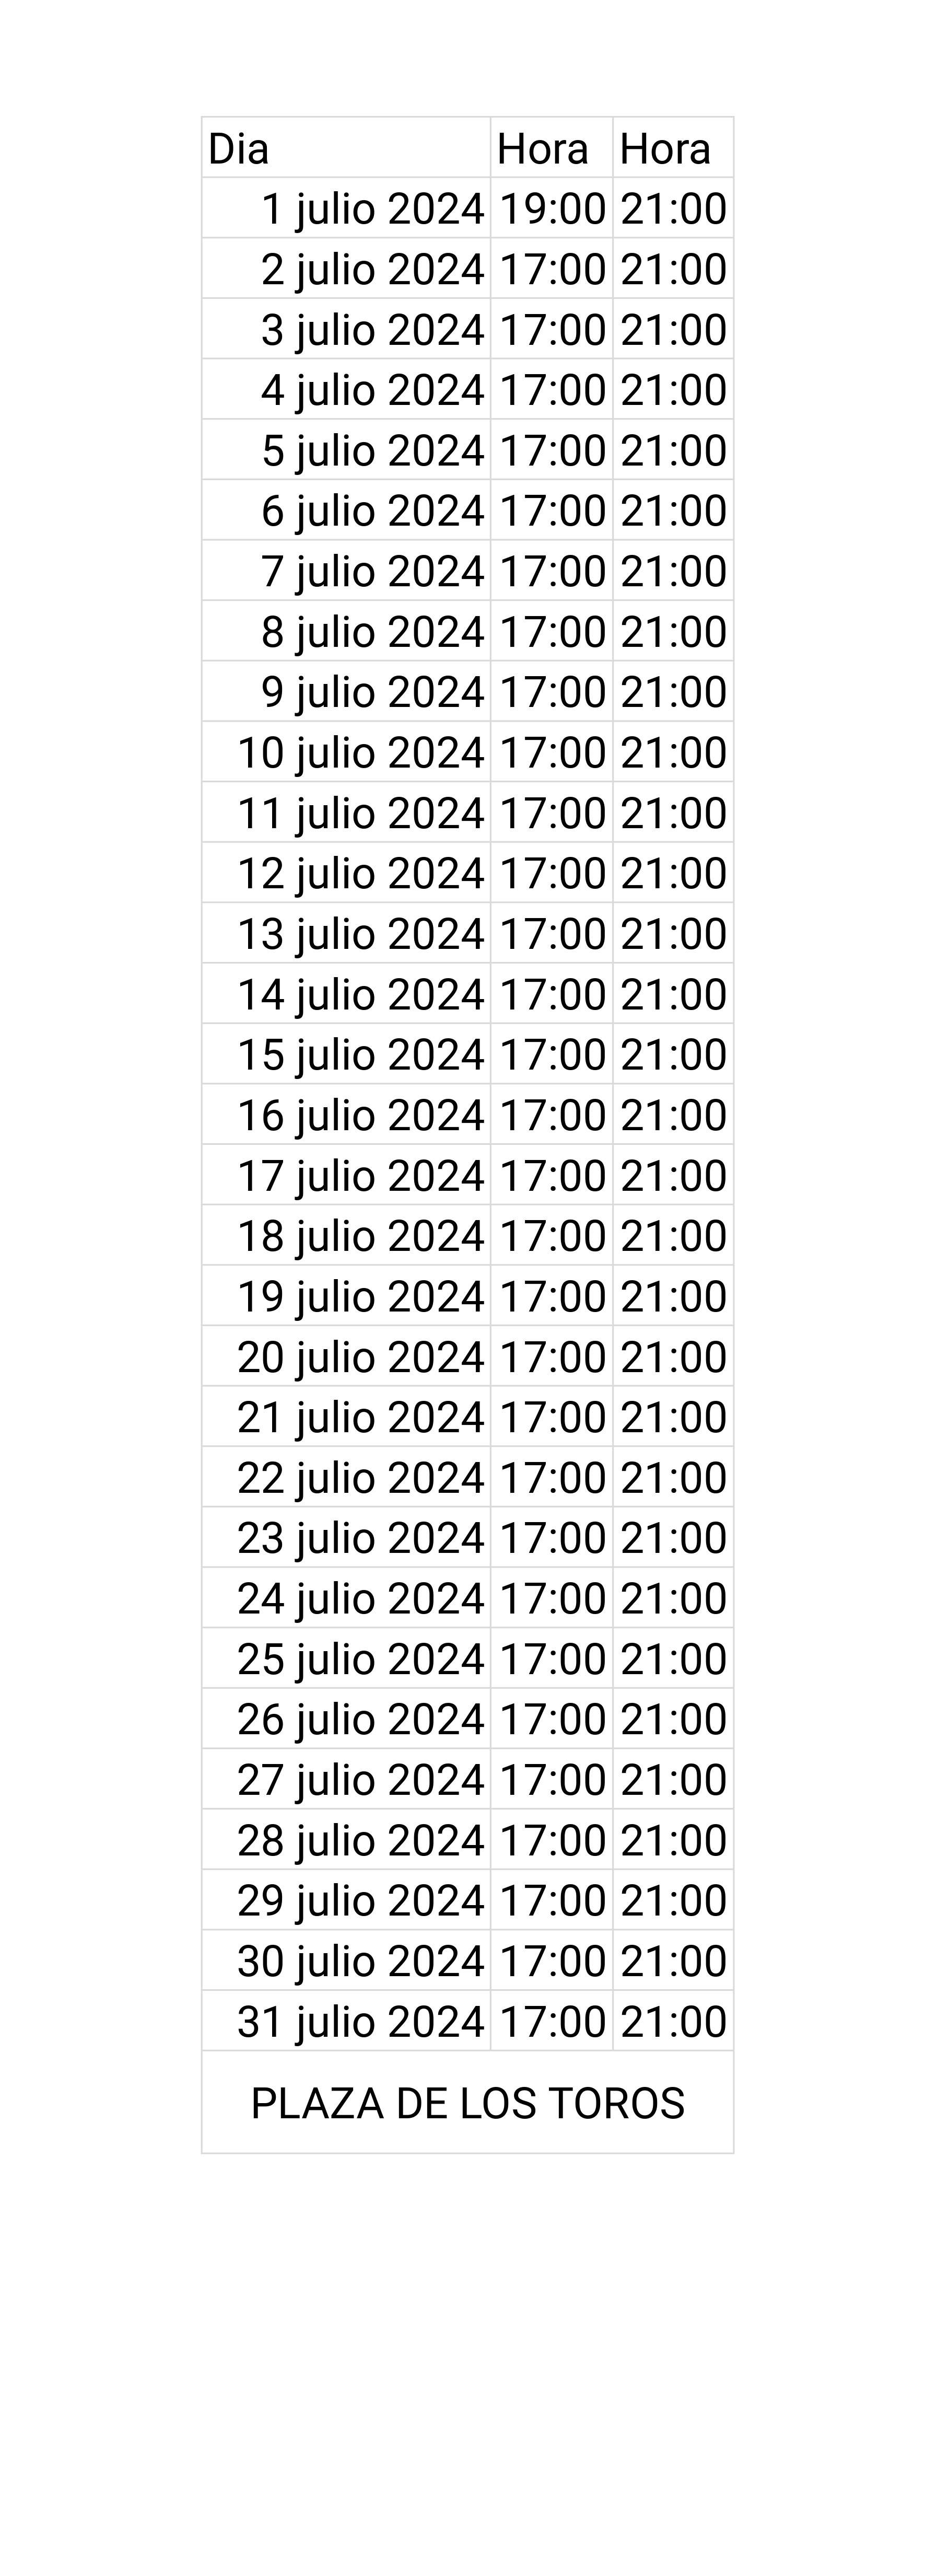 Dia Hora Hora
1 julio 2024 19:00 21:00
2 julio 2024 17:00 21:00
3 julio 2024 17:00 21:00
4 julio 2024 17:00 21:00
5 julio 2024 17:00 21:00
6 julio 2024 17:00 21:00
7 julio 2024 17:00 21:00
8 julio 2024 17:00 21:00
9 julio 2024 17:00 21:00
10 julio 2024 17:00 21:00
11 julio 2024 17:00 21:00
12 julio 2024 17:00 21:00
13 julio 2024 17:00 21:00
14 julio 2024 17:00 21:00
15 julio 2024 17:00 21:00
16 julio 2024 17:00 21:00
17 julio 2024 17:00 21:00
18 julio 2024 17:00 21:00
19 julio 2024 17:00 21:00
20 julio 2024 17:00 21:00
21 julio 2024 17:00 21:00
22 julio 2024 17:00 21:00
23 julio 2024 17:00 21:00
24 julio 2024 17:00 21:00
25 julio 2024 17:00 21:00
26 julio 2024 17:00 21:00
27 julio 2024 17:00 21:00
28 julio 2024 17:00 21:00
29 julio 2024 17:00 21:00
30 julio 2024 17:00 21:00
31 julio 2024 17:00 21:00
PLAZA DE LOS TOROS